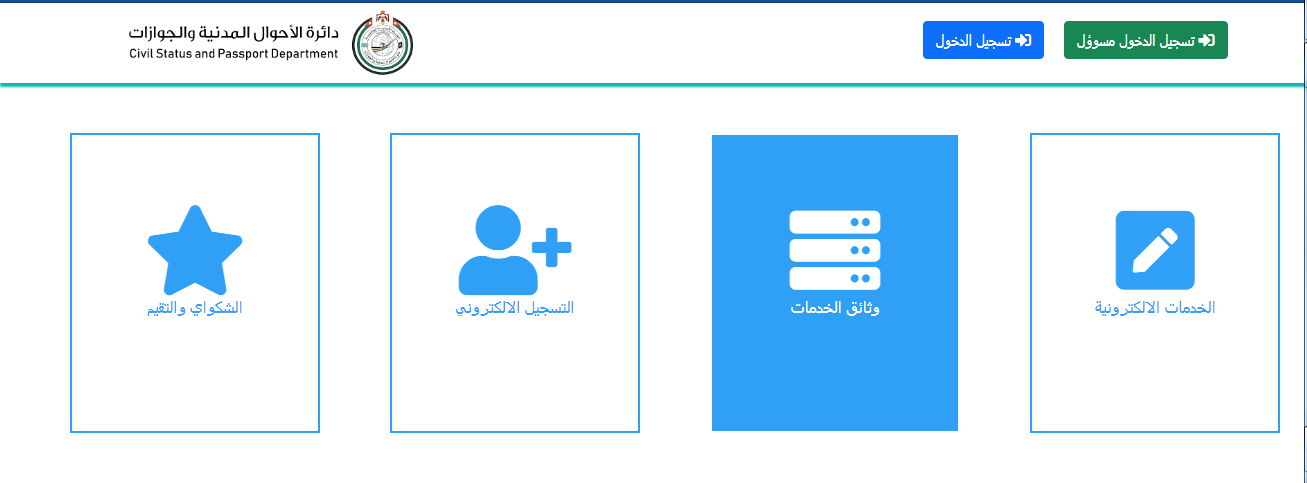 تسجيل الدخول مسوؤل
تسجيل الدخول
دائرة الأحوال المدنية والجوازات
Civil Status and Passport Department
الخدمات الالكترونية
وثائق الخدمات
التسجيل الالكتروني
الشكواي والتقيم